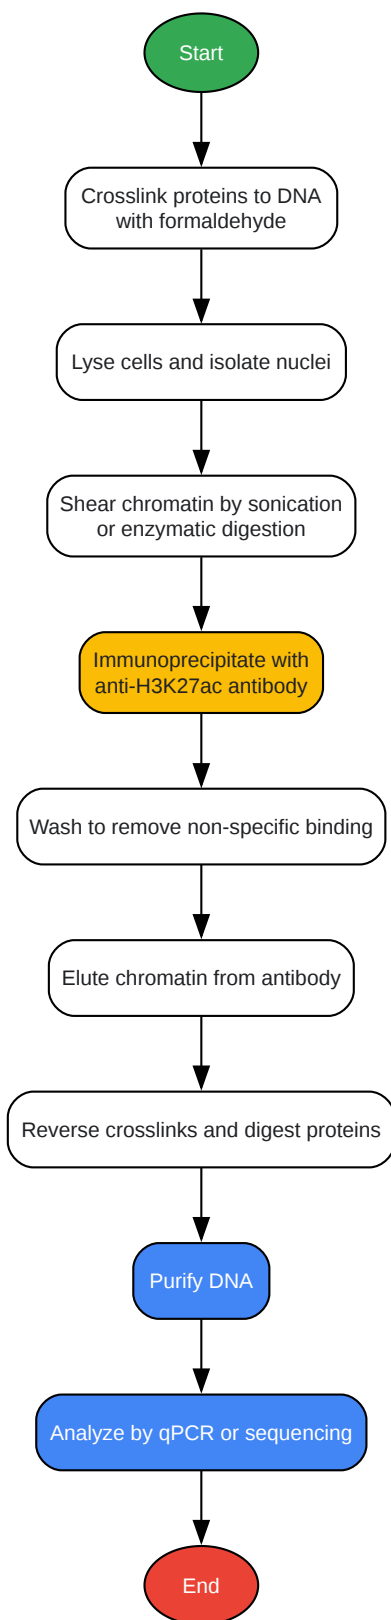 Start
Crosslink proteins to DNA
with formaldehyde
Lyse cells and isolate nuclei
Shear chromatin by sonication
or enzymatic digestion
Immunoprecipitate with
anti-H3K27ac antibody
Wash to remove non-specific binding
Elute chromatin from antibody
Reverse crosslinks and digest proteins
Purify DNA
Analyze by qPCR or sequencing
End